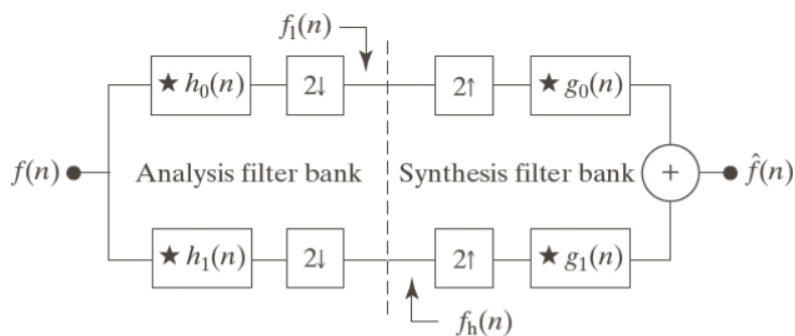 f_l(n)
★ h_0(n) 2↓ 2↑ ★ g_0(n)
f(n) Analysis filter bank Synthesis filter bank + f̂(n)
★ h_1(n) 2↓ 2↑ ★ g_1(n)
f_h(n)